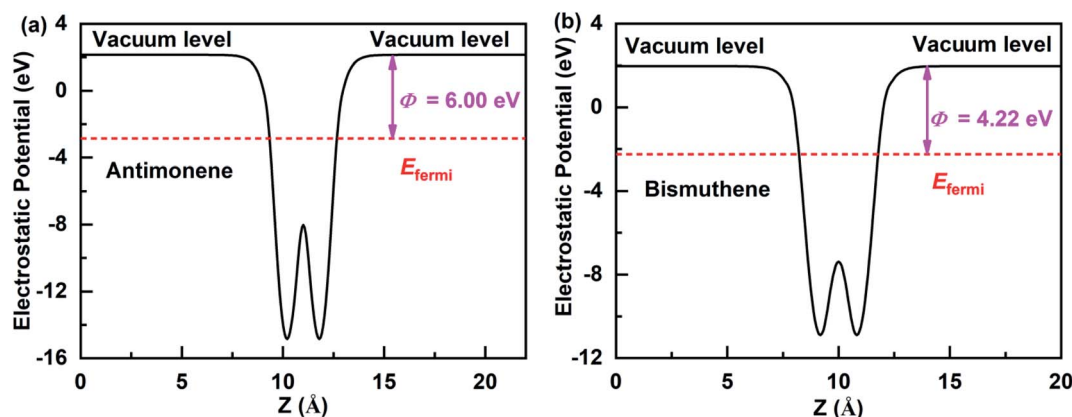 (a)
4
0
-4
-8
-12
-16
Electrostatic Potential (eV)
Vacuum level
Vacuum level
Φ = 6.00 eV
Antimonene
E fermi
0
5
10
15
20
Z (Å)
(b)
4
0
-4
-8
-12
Electrostatic Potential (eV)
Vacuum level
Vacuum level
Φ = 4.22 eV
Bismuthene
E fermi
0
5
10
15
20
Z (Å)